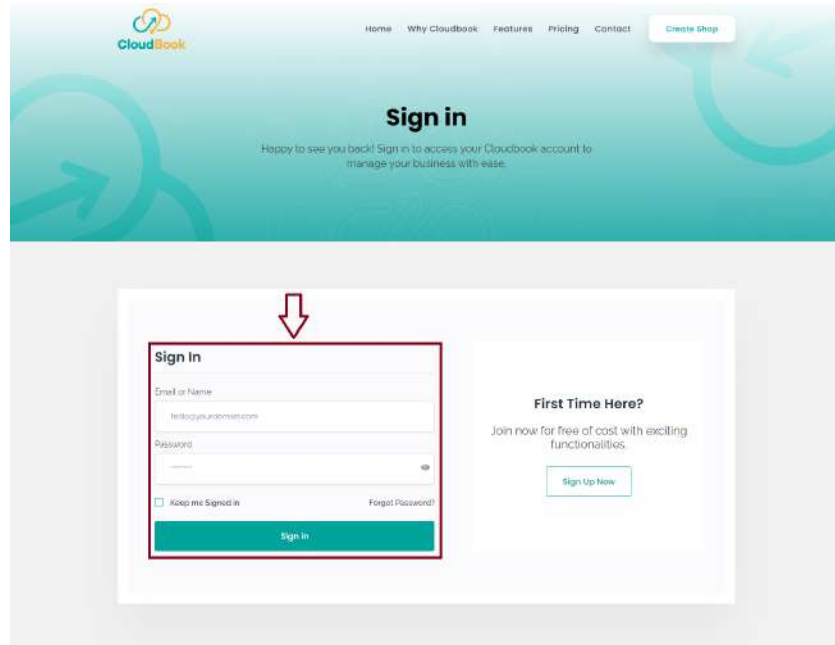 CloudBook
Home Why Cloudbook Features Pricing Contact Create Shop
Sign in
Happy to see you back! Sign in to access your Cloudbook account to
manage your business with ease.
Sign In
Email or Name
hello@yourdomain.com
Password
Keep me Signed in Forgot Password?
Sign in
First Time Here?
Join now for free of cost with exciting
functionalities.
Sign Up Now